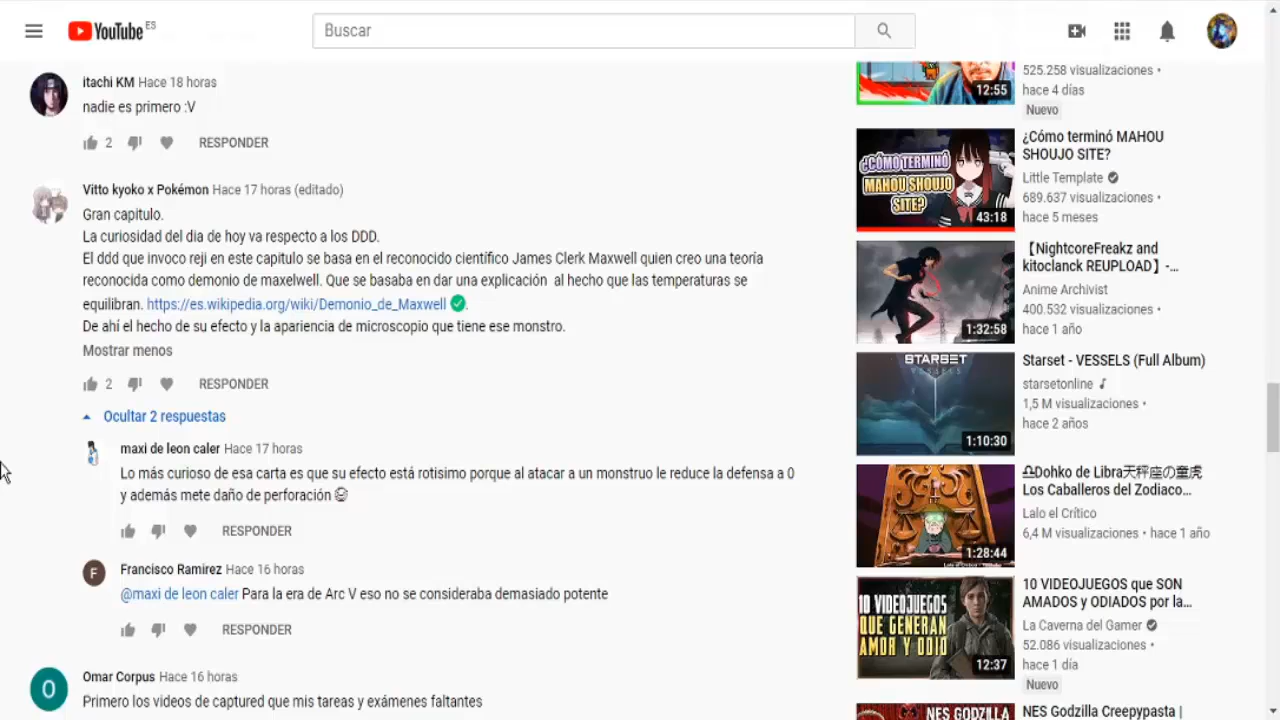 YouTube ES
Buscar
itachi KM Hace 18 horas
nadie es primero :V
2 RESPONDER
Vitto kyoko x Pokémon Hace 17 horas (editado)
Gran capitulo.
La curiosidad del dia de hoy va respecto a los DDD.
El ddd que invoco reji en este capitulo se basa en el reconocido científico James Clerk Maxwell quien creo una teoría
reconocida como demonio de maxelwell. Que se basaba en dar una explicación al hecho que las temperaturas se
equilibran. https://es.wikipedia.org/wiki/Demonio_de_Maxwell .
De ahí el hecho de su efecto y la apariencia de microscopio que tiene ese monstro.
Mostrar menos
2 RESPONDER
Ocultar 2 respuestas
maxi de leon caler Hace 17 horas
Lo más curioso de esa carta es que su efecto está rotisimo porque al atacar a un monstruo le reduce la defensa a 0
y además mete daño de perforación
RESPONDER
F
Francisco Ramirez Hace 16 horas
@maxi de leon caler Para la era de Arc V eso no se consideraba demasiado potente
RESPONDER
O
Omar Corpus Hace 16 horas
Primero los videos de captured que mis tareas y exámenes faltantes
12:55
525.258 visualizaciones •
hace 4 días
Nuevo
¿CÓMO TERMINÓ
MAHOU SHOUJO
SITE?
43:18
¿Cómo terminó MAHOU
SHOUJO SITE?
Little Template
689.637 visualizaciones •
hace 5 meses
1:32:58
【NightcoreFreakz and
kitoclanck REUPLOAD】-...
Anime Archivist
400.532 visualizaciones •
hace 1 año
STARSET
VESSELS
1:10:30
Starset - VESSELS (Full Album)
starsetonline
1,5 M visualizaciones •
hace 2 años
1:28:44
♎Dohko de Libra天秤座の童虎
Los Caballeros del Zodiaco...
Lalo el Crítico
6,4 M visualizaciones • hace 1 año
10 VIDEOJUEGOS
QUE GENERAN
AMOR Y ODIO
12:37
10 VIDEOJUEGOS que SON
AMADOS y ODIADOS por la...
La Caverna del Gamer
52.086 visualizaciones •
hace 1 día
Nuevo
NES GODZILLA
NES Godzilla Creepypasta |